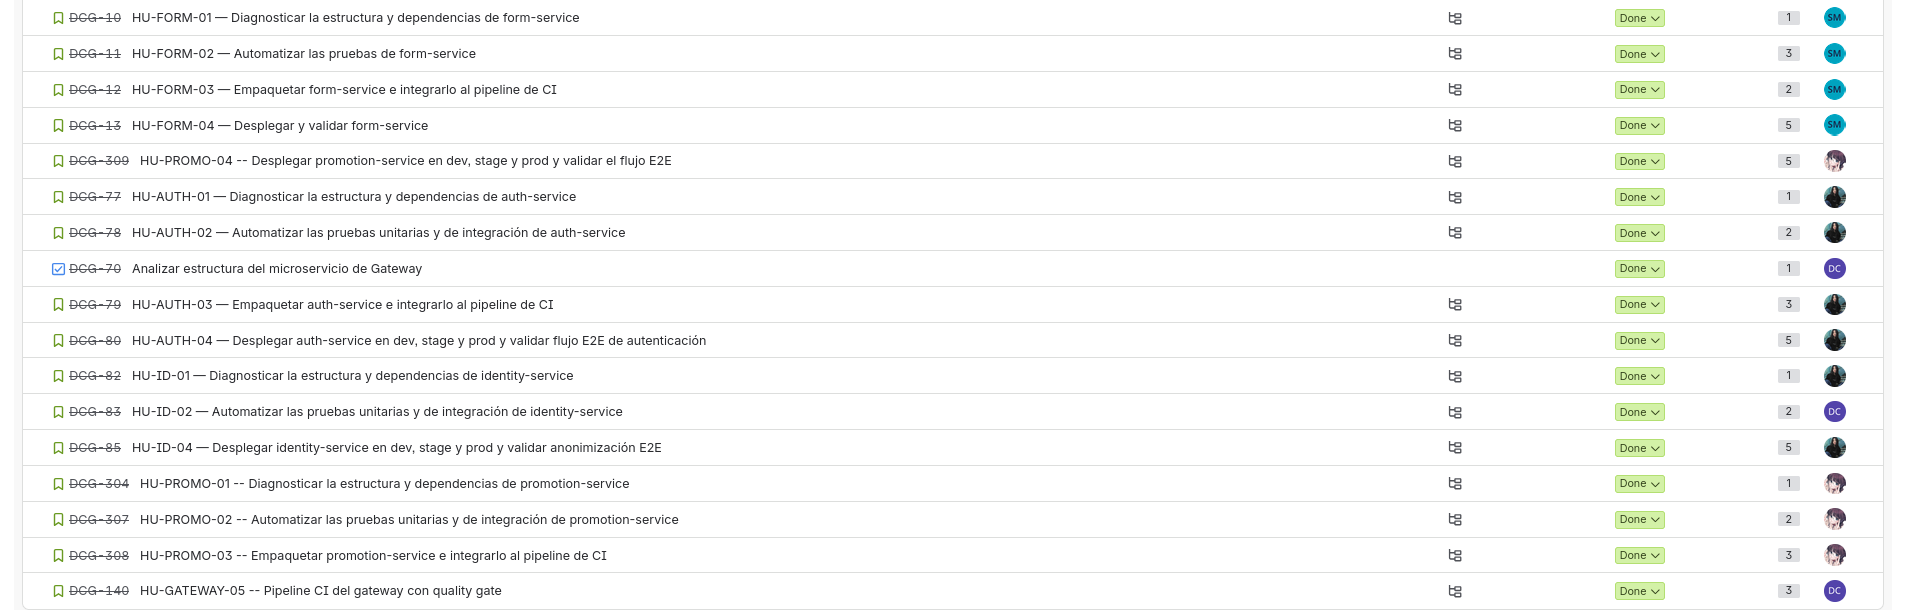 DCG-10 HU-FORM-01 — Diagnosticar la estructura y dependencias de form-service Done 1 SM
DCG-11 HU-FORM-02 — Automatizar las pruebas de form-service Done 3 SM
DCG-12 HU-FORM-03 — Empaquetar form-service e integrarlo al pipeline de CI Done 2 SM
DCG-13 HU-FORM-04 — Desplegar y validar form-service Done 5 SM
DCG-309 HU-PROMO-04 -- Desplegar promotion-service en dev, stage y prod y validar el flujo E2E Done 5
DCG-77 HU-AUTH-01 — Diagnosticar la estructura y dependencias de auth-service Done 1
DCG-78 HU-AUTH-02 — Automatizar las pruebas unitarias y de integración de auth-service Done 2
DCG-70 Analizar estructura del microservicio de Gateway Done 1 DC
DCG-79 HU-AUTH-03 — Empaquetar auth-service e integrarlo al pipeline de CI Done 3
DCG-80 HU-AUTH-04 — Desplegar auth-service en dev, stage y prod y validar flujo E2E de autenticación Done 5
DCG-82 HU-ID-01 — Diagnosticar la estructura y dependencias de identity-service Done 1
DCG-83 HU-ID-02 — Automatizar las pruebas unitarias y de integración de identity-service Done 2 DC
DCG-85 HU-ID-04 — Desplegar identity-service en dev, stage y prod y validar anonimización E2E Done 5
DCG-304 HU-PROMO-01 -- Diagnosticar la estructura y dependencias de promotion-service Done 1
DCG-307 HU-PROMO-02 -- Automatizar las pruebas unitarias y de integración de promotion-service Done 2
DCG-308 HU-PROMO-03 -- Empaquetar promotion-service e integrarlo al pipeline de CI Done 3
DCG-140 HU-GATEWAY-05 -- Pipeline CI del gateway con quality gate Done 3 DC